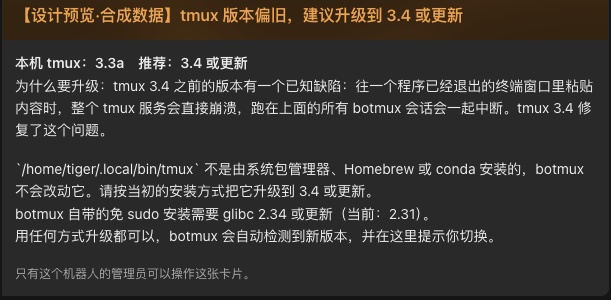 【设计预览·合成数据】tmux 版本偏旧，建议升级到 3.4 或更新
本机 tmux：3.3a 推荐：3.4 或更新
为什么要升级：tmux 3.4 之前的版本有一个已知缺陷：往一个程序已经退出的终端窗口里粘贴
内容时，整个 tmux 服务会直接崩溃，跑在上面的所有 botmux 会话会一起中断。tmux 3.4 修
复了这个问题。
`/home/tiger/.local/bin/tmux` 不是由系统包管理器、Homebrew 或 conda 安装的，botmux
不会改动它。请按当初的安装方式把它升级到 3.4 或更新。
botmux 自带的免 sudo 安装需要 glibc 2.34 或更新（当前：2.31）。
用任何方式升级都可以，botmux 会自动检测到新版本，并在这里提示你切换。
只有这个机器人的管理员可以操作这张卡片。